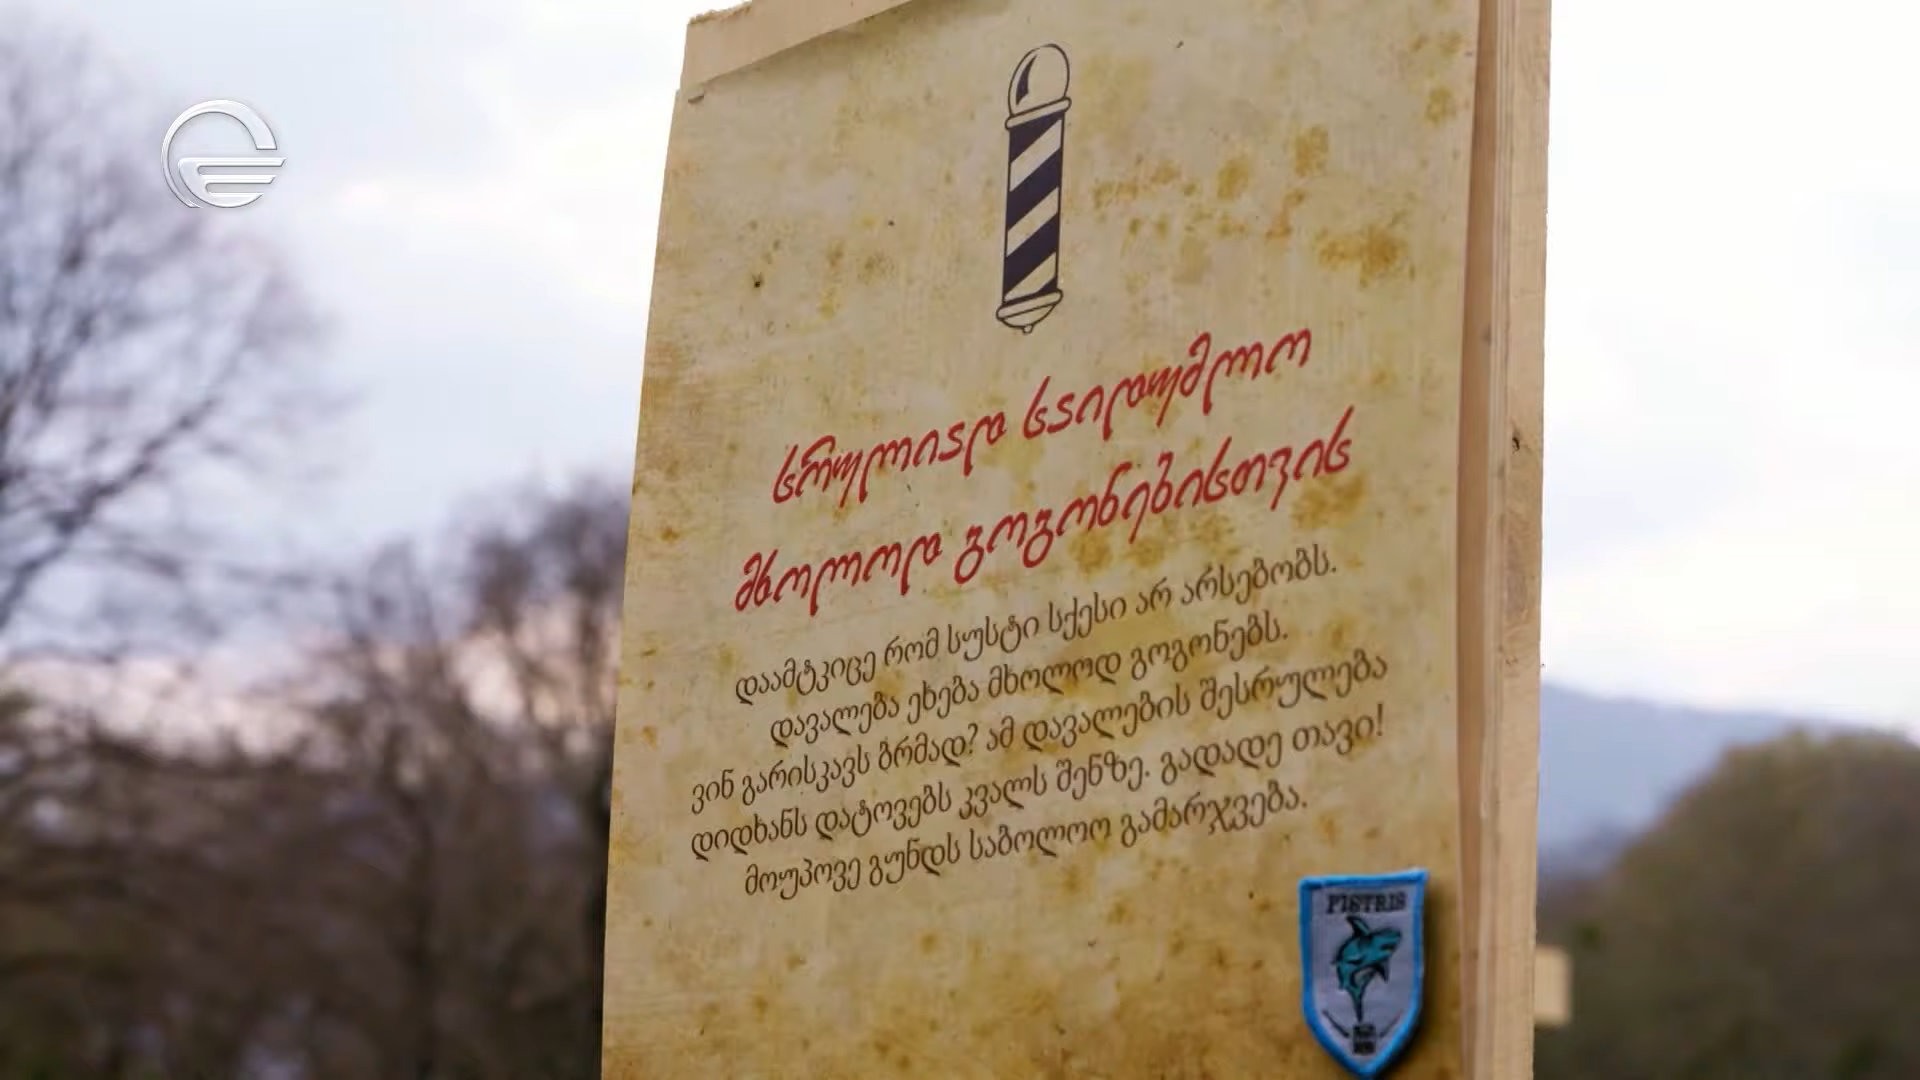 სრულიად საიდუმლო
მხოლოდ გოგონებისთვის
დაამტკიცე რომ სუსტი სქესი არ არსებობს.
დავალება ეხება მხოლოდ გოგონებს.
ვინ გარისკავს ბრმად? ამ დავალების შესრულება
დიდხანს დატოვებს კვალს შენზე. გადადე თავი!
მოუპოვე გუნდს საბოლოო გამარჯვება.
PISTRIS